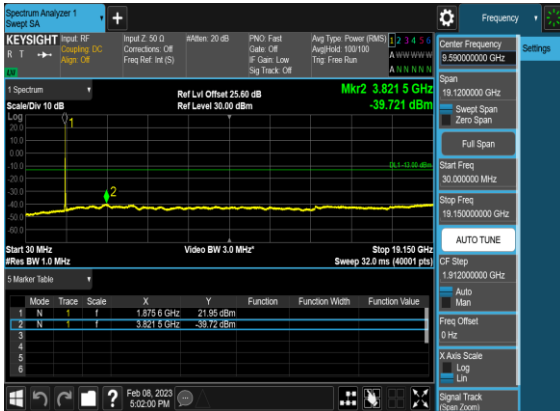 Spectrum Analyzer 1
Swept SA
+
Frequency
KEYSIGHT
R T
Input: RF
Coupling: DC
Align: Off
Input Z: 50 Ω
Corrections: Off
Freq Ref: Int (S)
#Atten: 20 dB
PNO: Fast
Gate: Off
IF Gain: Low
Sig Track: Off
Avg Type: Power (RMS)
Avg|Hold: 100/100
Trig: Free Run
1 2 3 4 5 6
A W W W W W
A N N N N N
1 Spectrum
Scale/Div 10 dB
Ref Lvl Offset 25.60 dB
Ref Level 30.00 dBm
Mkr2 3.821 5 GHz
-39.721 dBm
Log
20.0
10.0
0.00
-10.0
-20.0
-30.0
-40.0
-50.0
-60.0
1
2
DL1 -13.00 dBm
Start 30 MHz
#Res BW 1.0 MHz
Video BW 3.0 MHz*
Stop 19.150 GHz
Sweep 32.0 ms (40001 pts)
5 Marker Table
Mode Trace Scale X Y Function Function Width Function Value
1 N 1 f 1.875 6 GHz 21.95 dBm
2 N 1 f 3.821 5 GHz -39.72 dBm
3
4
5
6
Feb 08, 2023
5:02:00 PM
Center Frequency
9.590000000 GHz
Settings
Span
19.1200000 GHz
Swept Span
Zero Span
Full Span
Start Freq
30.000000 MHz
Stop Freq
19.150000000 GHz
AUTO TUNE
CF Step
1.912000000 GHz
Auto
Man
Freq Offset
0 Hz
X Axis Scale
Log
Lin
Signal Track
(Span Zoom)